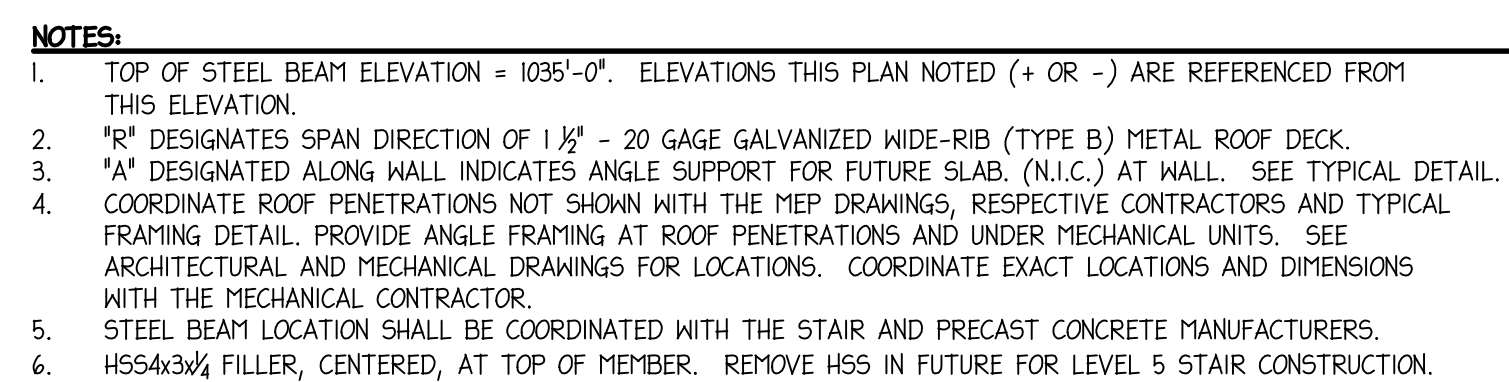 NOTES:
1. TOP OF STEEL BEAM ELEVATION = 1035'-0". ELEVATIONS THIS PLAN NOTED (+ OR -) ARE REFERENCED FROM
THIS ELEVATION.
2. "R" DESIGNATES SPAN DIRECTION OF 1 ½" - 20 GAGE GALVANIZED WIDE-RIB (TYPE B) METAL ROOF DECK.
3. "A" DESIGNATED ALONG WALL INDICATES ANGLE SUPPORT FOR FUTURE SLAB. (N.I.C.) AT WALL. SEE TYPICAL DETAIL.
4. COORDINATE ROOF PENETRATIONS NOT SHOWN WITH THE MEP DRAWINGS, RESPECTIVE CONTRACTORS AND TYPICAL
FRAMING DETAIL. PROVIDE ANGLE FRAMING AT ROOF PENETRATIONS AND UNDER MECHANICAL UNITS. SEE
ARCHITECTURAL AND MECHANICAL DRAWINGS FOR LOCATIONS. COORDINATE EXACT LOCATIONS AND DIMENSIONS
WITH THE MECHANICAL CONTRACTOR.
5. STEEL BEAM LOCATION SHALL BE COORDINATED WITH THE STAIR AND PRECAST CONCRETE MANUFACTURERS.
6. HSS4x3x¼ FILLER, CENTERED, AT TOP OF MEMBER. REMOVE HSS IN FUTURE FOR LEVEL 5 STAIR CONSTRUCTION.